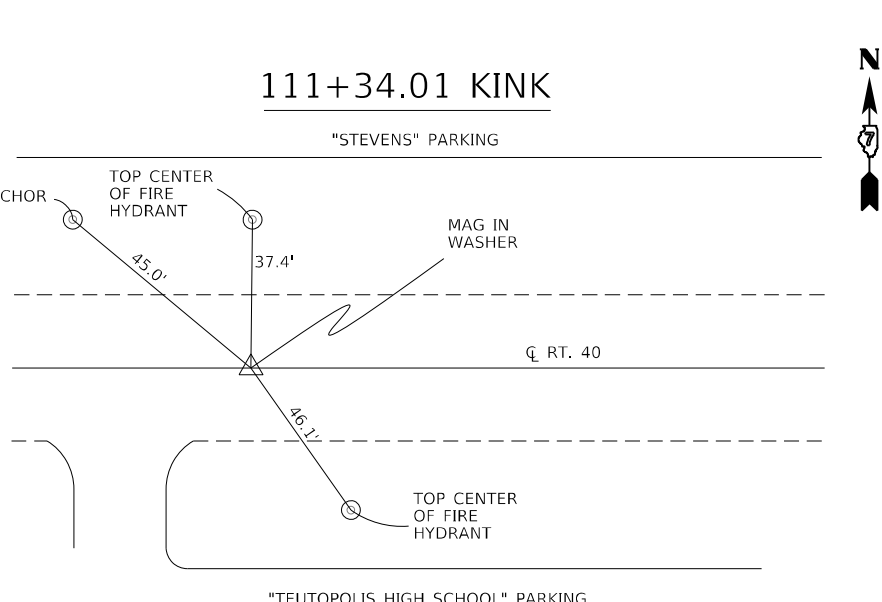 N
111+34.01 KINK
"STEVENS" PARKING
7
TOP CENTER
OF FIRE
HYDRANT
CHOR
MAG IN
WASHER
45.0'
37.4'
℄ RT. 40
46.1'
TOP CENTER
OF FIRE
HYDRANT
"TEUTOPOLIS HIGH SCHOOL" PARKING